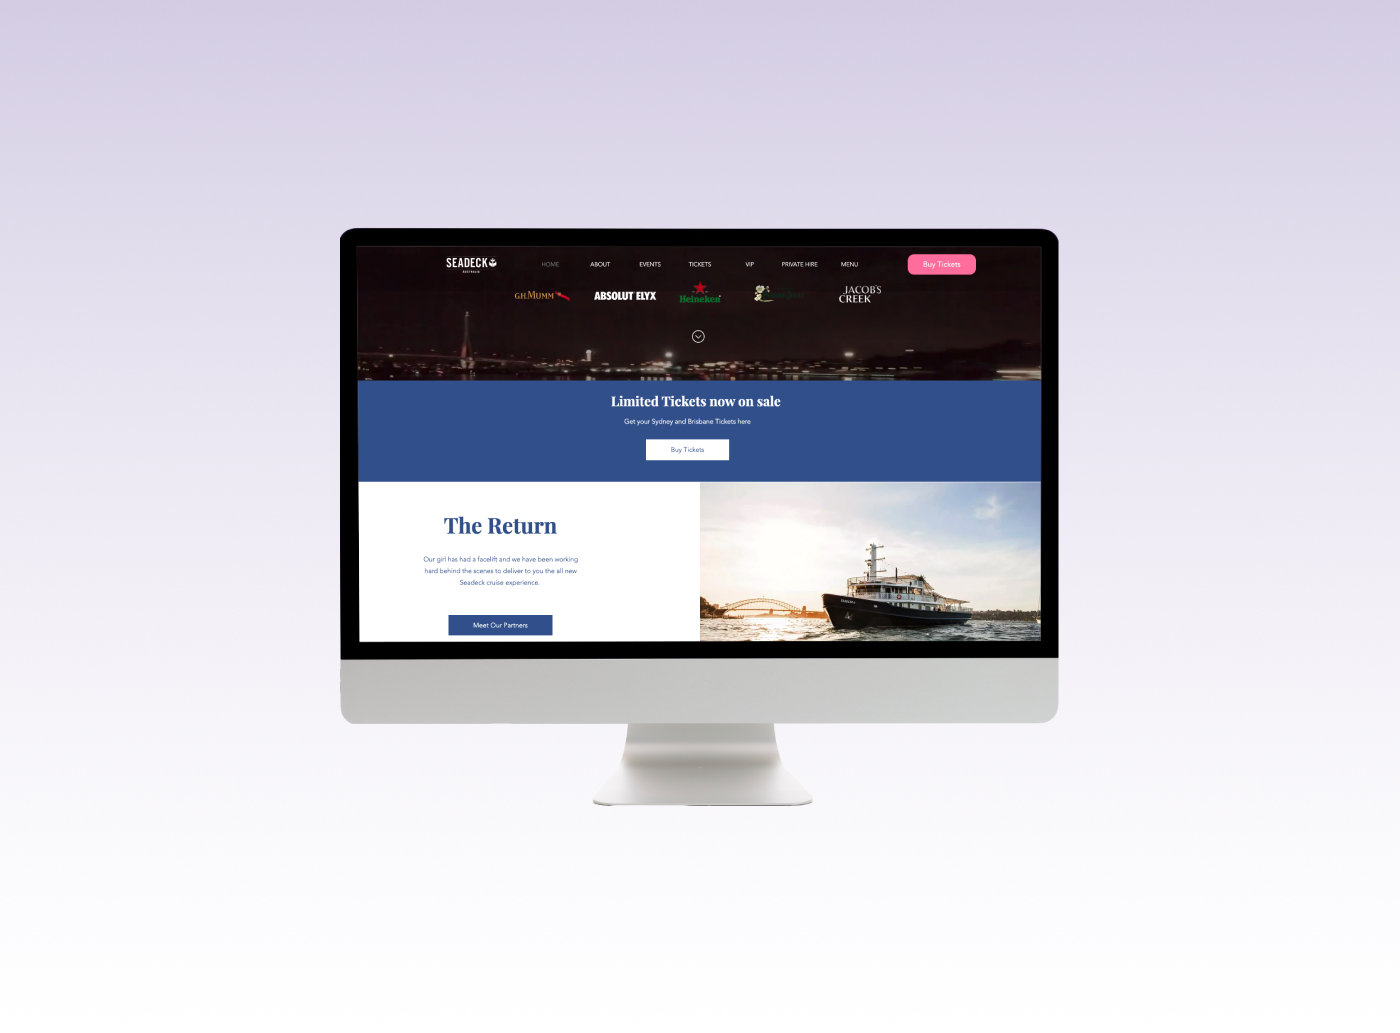 SEADECK
AUSTRALIA
HOME ABOUT EVENTS TICKETS VIP PRIVATE HIRE MENU
Buy Tickets
G.H.MUMM ABSOLUT ELYX Heineken JACOB'S CREEK
Limited Tickets now on sale
Get your Sydney and Brisbane Tickets here
Buy Tickets
The Return
Our girl has had a facelift and we have been working
hard behind the scenes to deliver to you the all new
Seadeck cruise experience.
Meet Our Partners